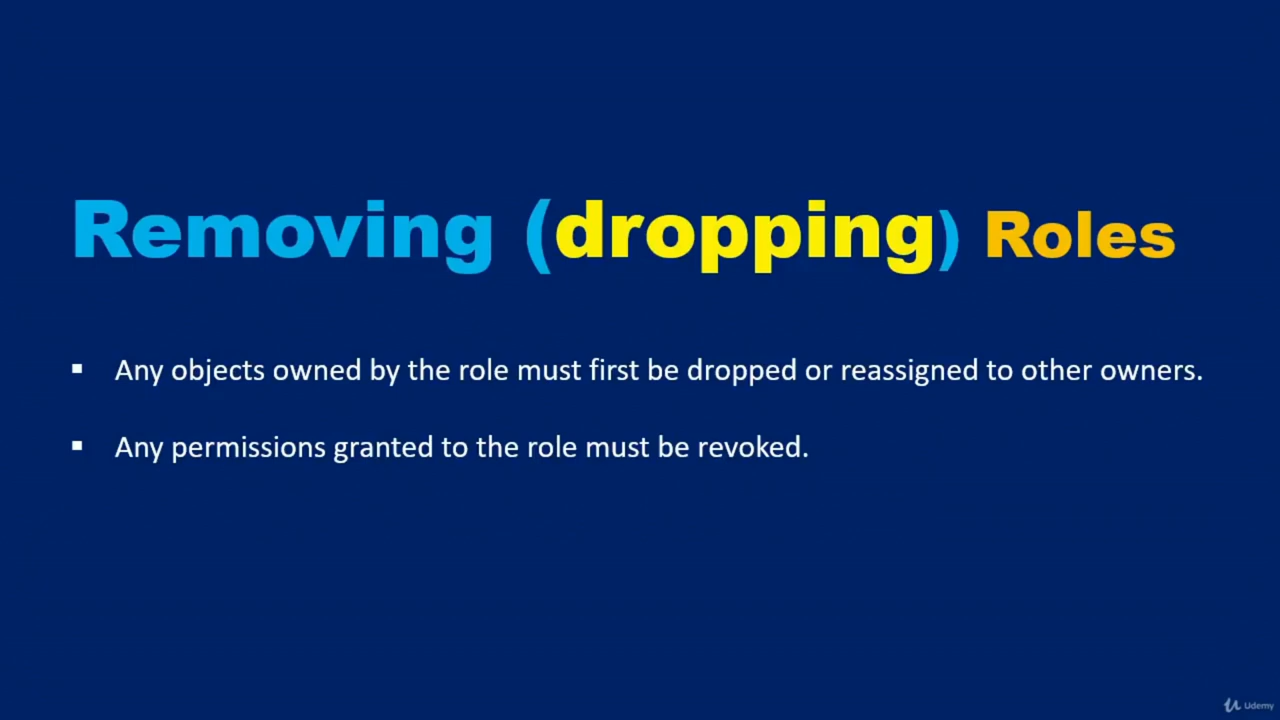 Removing (dropping) Roles
▪ Any objects owned by the role must first be dropped or reassigned to other owners.
▪ Any permissions granted to the role must be revoked.
Udemy